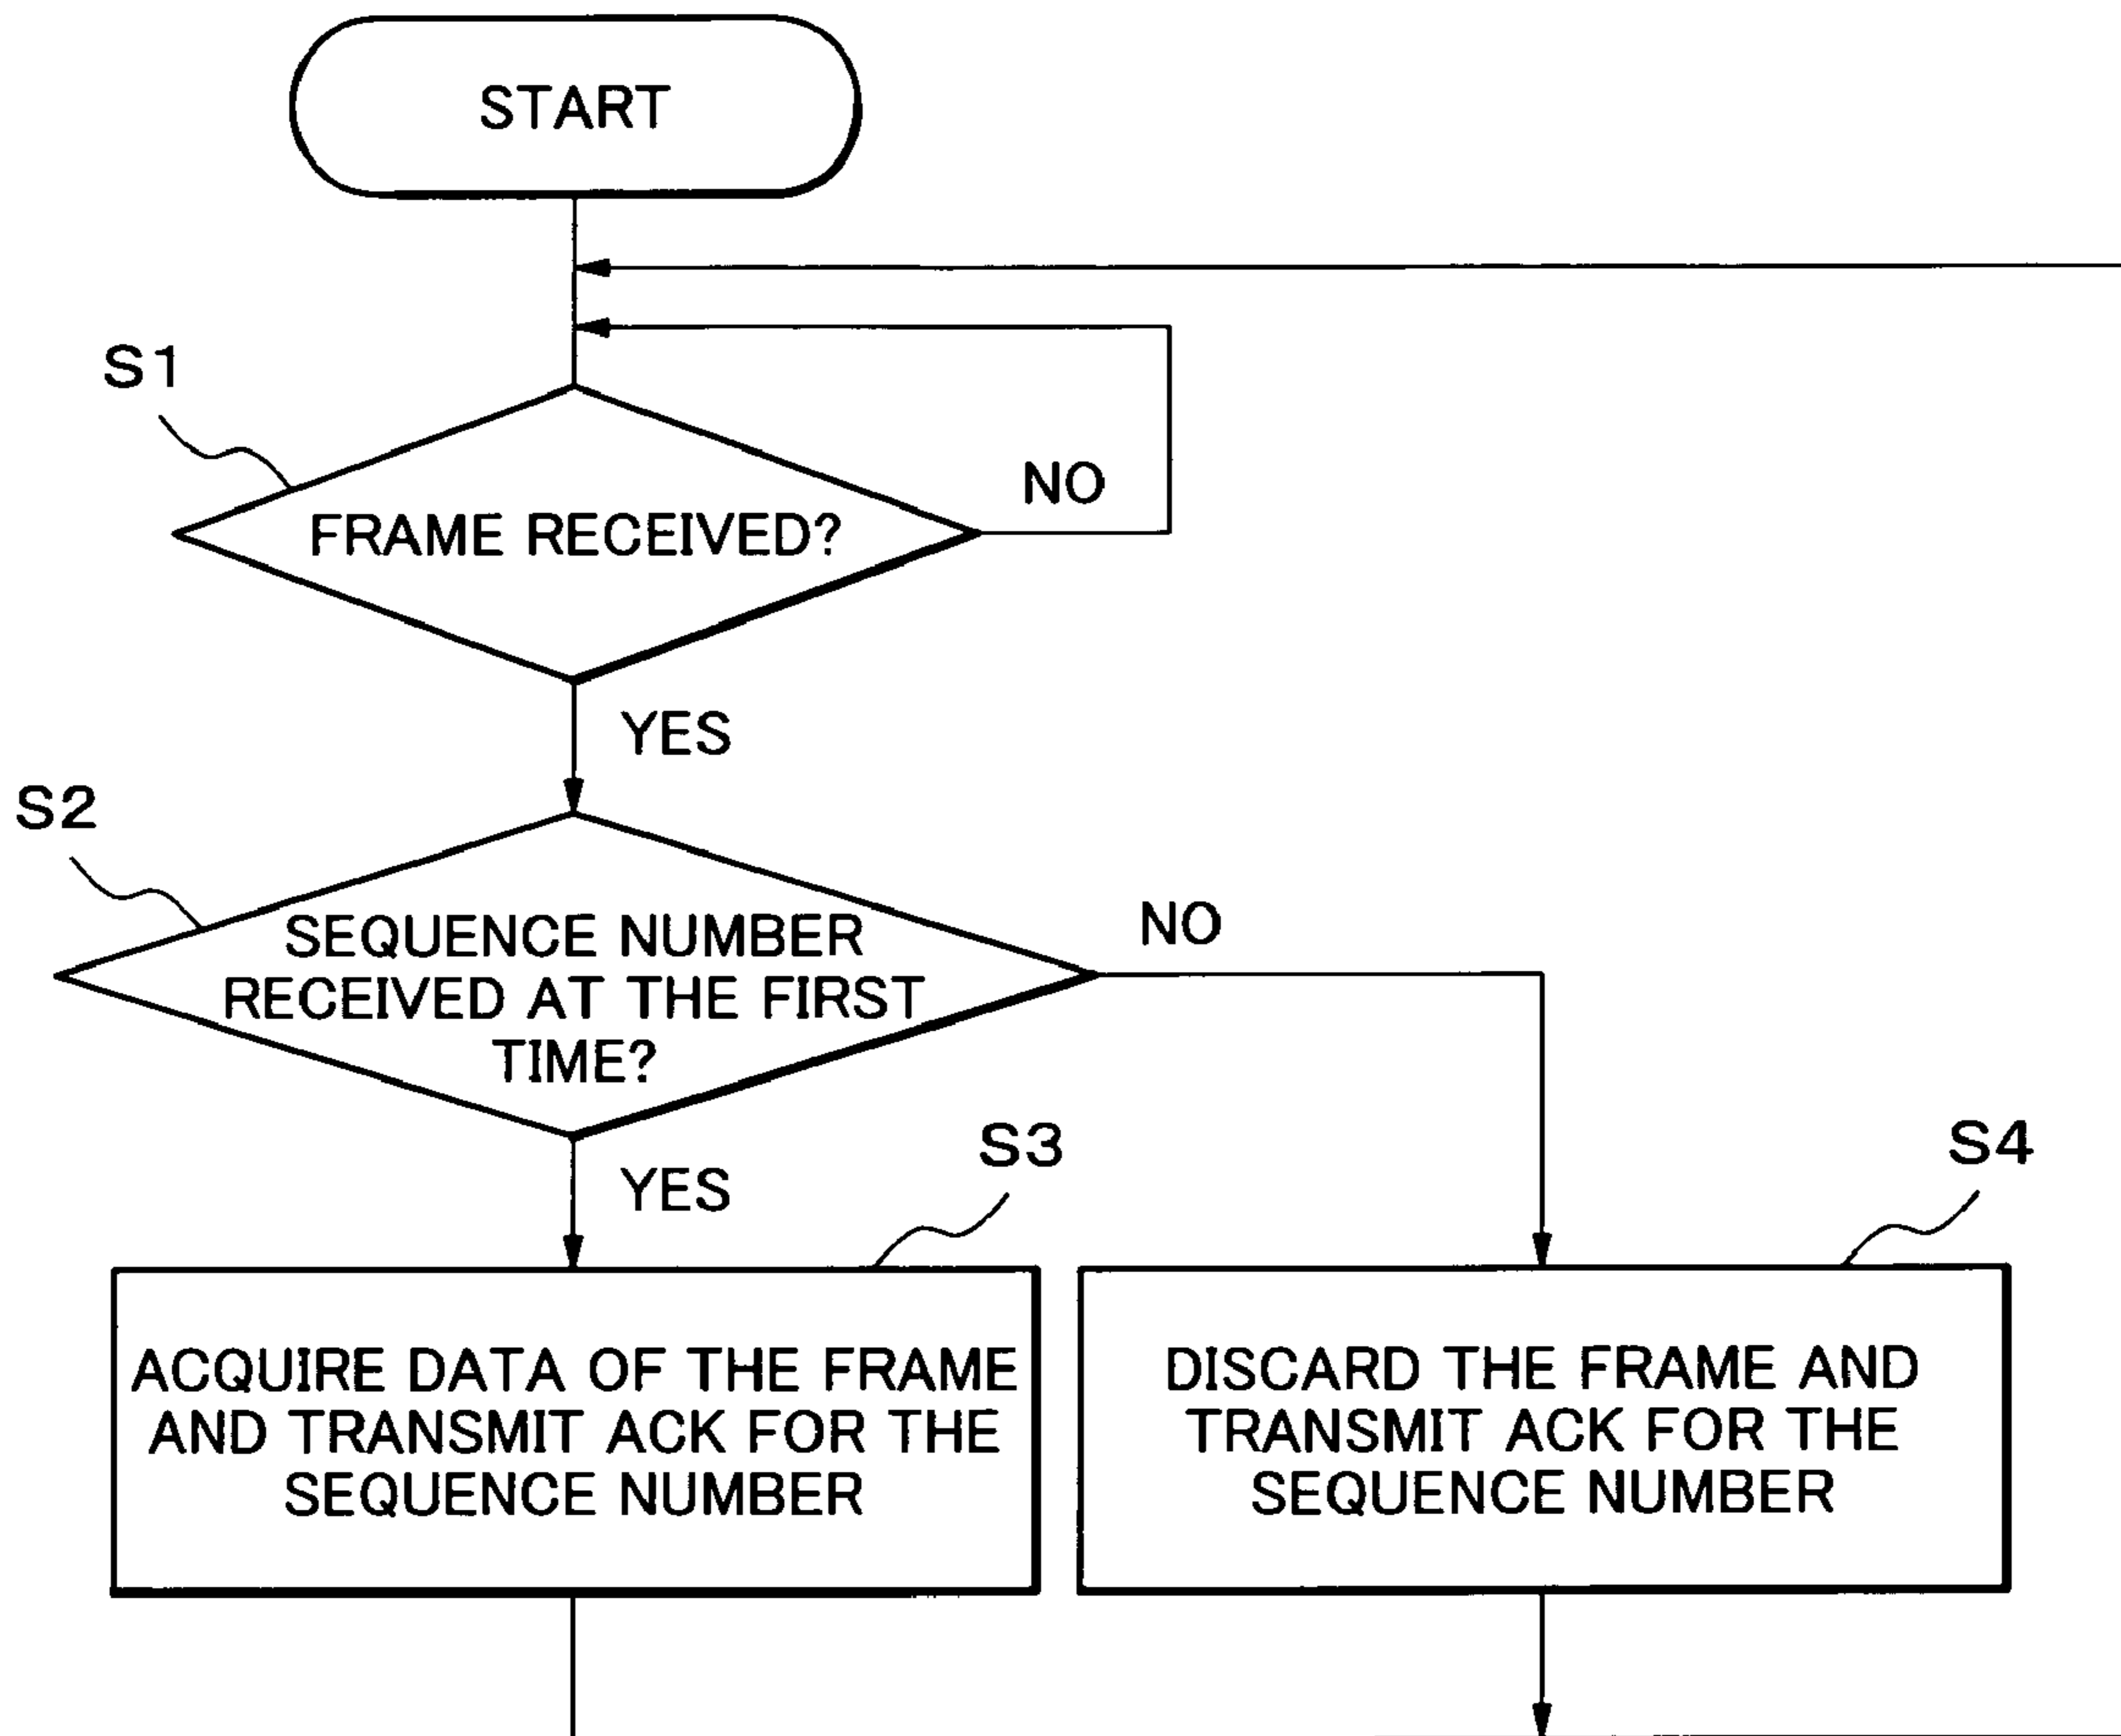 START
S1
NO
FRAME RECEIVED?
YES
S2
NO
SEQUENCE NUMBER
RECEIVED AT THE FIRST
TIME?
YES
S3
S4
ACQUIRE DATA OF THE FRAME
AND TRANSMIT ACK FOR THE
SEQUENCE NUMBER
DISCARD THE FRAME AND
TRANSMIT ACK FOR THE
SEQUENCE NUMBER